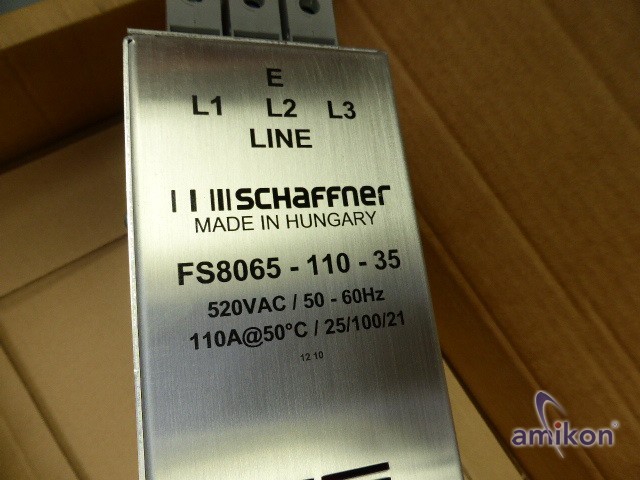 E
L1 L2 L3
LINE
SCHAFFNER
MADE IN HUNGARY
FS8065 - 110 - 35
520VAC / 50 - 60Hz
110A@50°C / 25/100/21
12 10
amikon